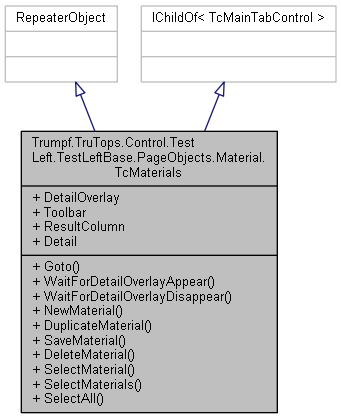 RepeaterObject
IChildOf< TcMainTabControl >
Trumpf.TruTops.Control.Test
Left.TestLeftBase.PageObjects.Material.
TcMaterials
+ DetailOverlay
+ Toolbar
+ ResultColumn
+ Detail
+ Goto()
+ WaitForDetailOverlayAppear()
+ WaitForDetailOverlayDisappear()
+ NewMaterial()
+ DuplicateMaterial()
+ SaveMaterial()
+ DeleteMaterial()
+ SelectMaterial()
+ SelectMaterials()
+ SelectAll()